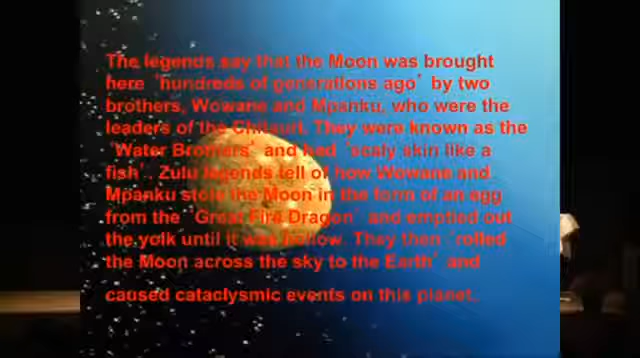 The legends say that the Moon was brought
here 'hundreds of generations ago' by two
brothers, Wowane and Mpanku, who were the
leaders of the Chitauri. They were known as the
'Water Brothers' and had 'scaly skin like a
fish'. Zulu legends tell of how Wowane and
Mpanku stole the Moon in the form of an egg
from the 'Great Fire Dragon' and emptied out
the yolk until it was hollow. They then 'rolled
the Moon across the sky to the Earth' and
caused cataclysmic events on this planet.